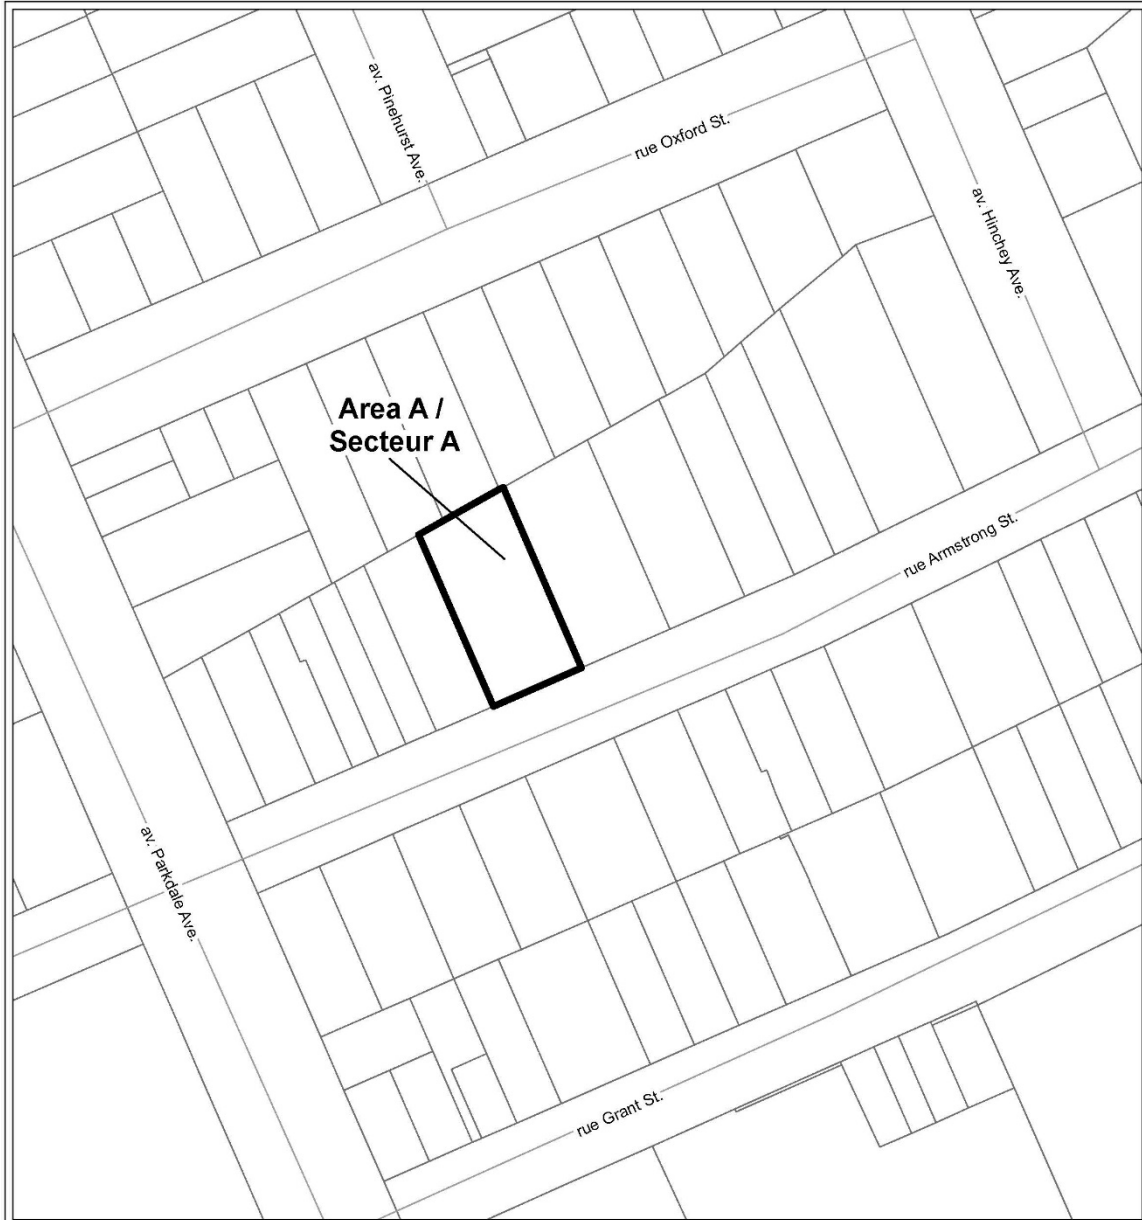 av. Pinehurst Ave.
rue Oxford St.
av. Hinchey Ave.
Area A /
Secteur A
rue Armstrong St.
av. Parkdale Ave.
rue Grant St.